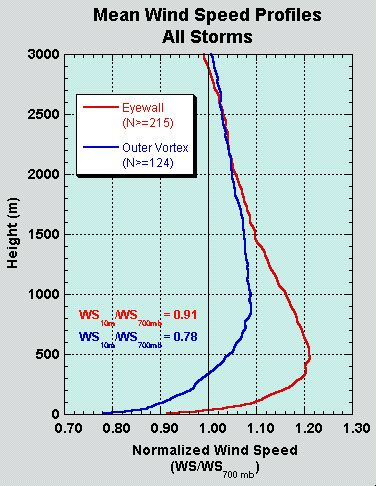 Mean Wind Speed Profiles
All Storms
3000
2500
2000
1500
1000
500
0
Height (m)
Eyewall
(N>=215)
Outer Vortex
(N>=124)
WS10m/WS700mb = 0.91
WS10m/WS700mb = 0.78
0.70 0.80 0.90 1.00 1.10 1.20 1.30
Normalized Wind Speed
(WS/WS700 mb)